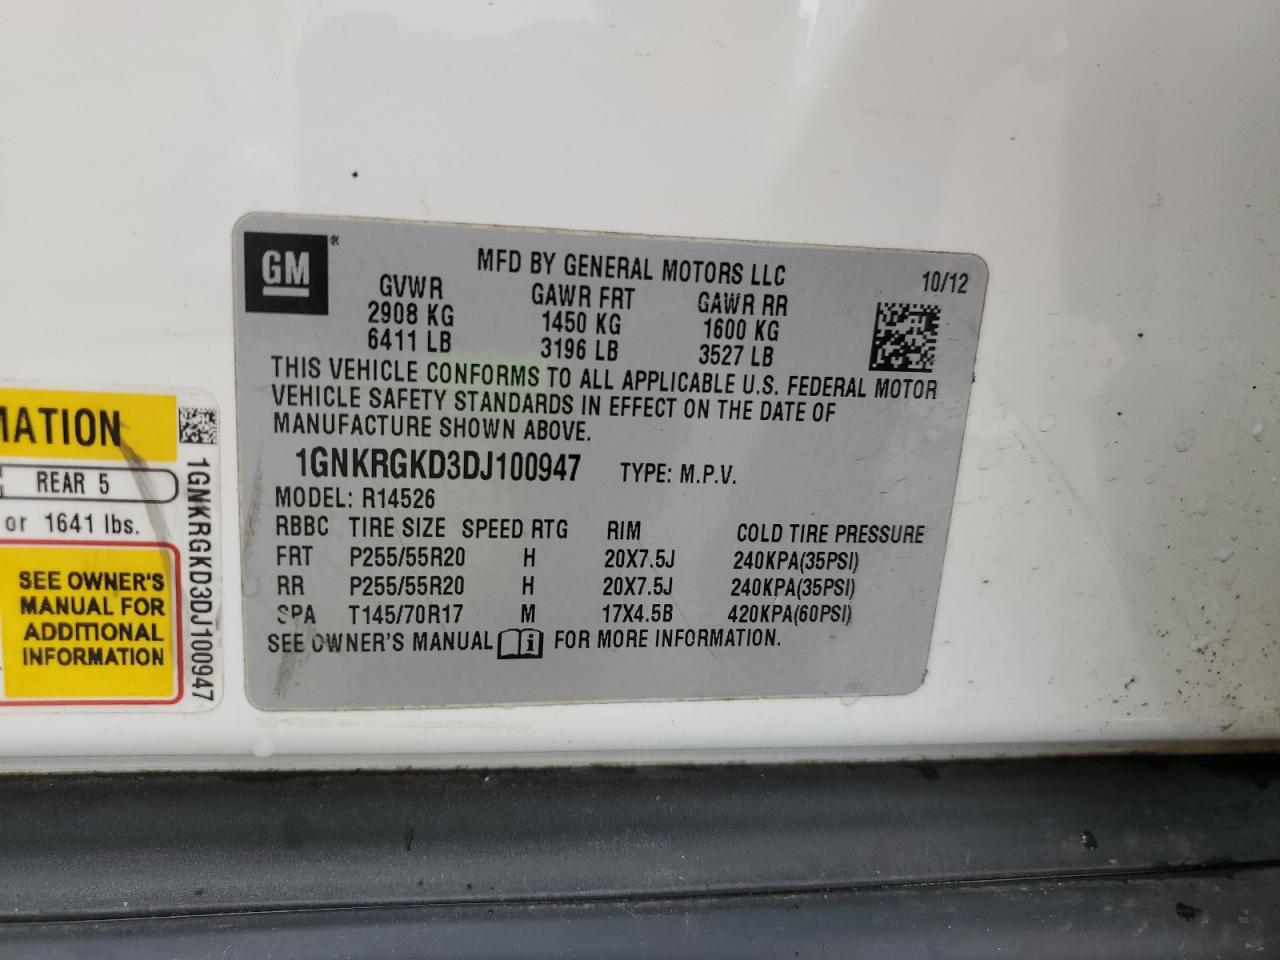 GM ®
MFD BY GENERAL MOTORS LLC 10/12
GVWR GAWR FRT GAWR RR
2908 KG 1450 KG 1600 KG
6411 LB 3196 LB 3527 LB
THIS VEHICLE CONFORMS TO ALL APPLICABLE U.S. FEDERAL MOTOR
VEHICLE SAFETY STANDARDS IN EFFECT ON THE DATE OF
MANUFACTURE SHOWN ABOVE.
1GNKRGKD3DJ100947 TYPE: M.P.V.
MODEL: R14526
RBBC TIRE SIZE SPEED RTG RIM COLD TIRE PRESSURE
FRT P255/55R20 H 20X7.5J 240KPA(35PSI)
RR P255/55R20 H 20X7.5J 240KPA(35PSI)
SPA T145/70R17 M 17X4.5B 420KPA(60PSI)
SEE OWNER'S MANUAL i FOR MORE INFORMATION.
MATION
REAR 5
or 1641 lbs.
SEE OWNER'S
MANUAL FOR
ADDITIONAL
INFORMATION
1GNKRGKD3DJ100947